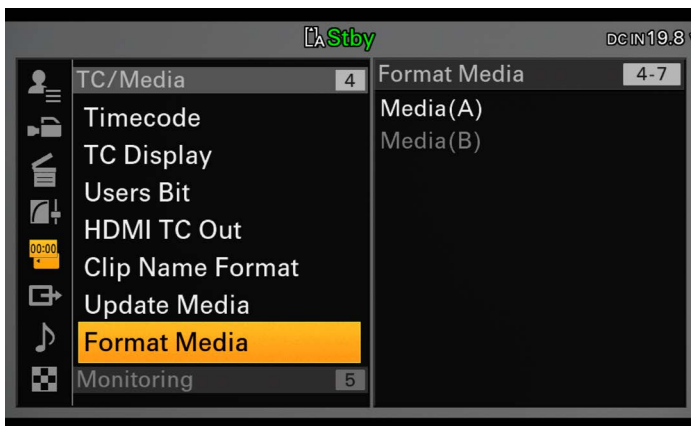 A Stby
DC IN 19.8
TC/Media 4
Format Media 4-7
Timecode
TC Display
Users Bit
HDMI TC Out
Clip Name Format
Update Media
Format Media
Monitoring 5
Media(A)
Media(B)
00:00